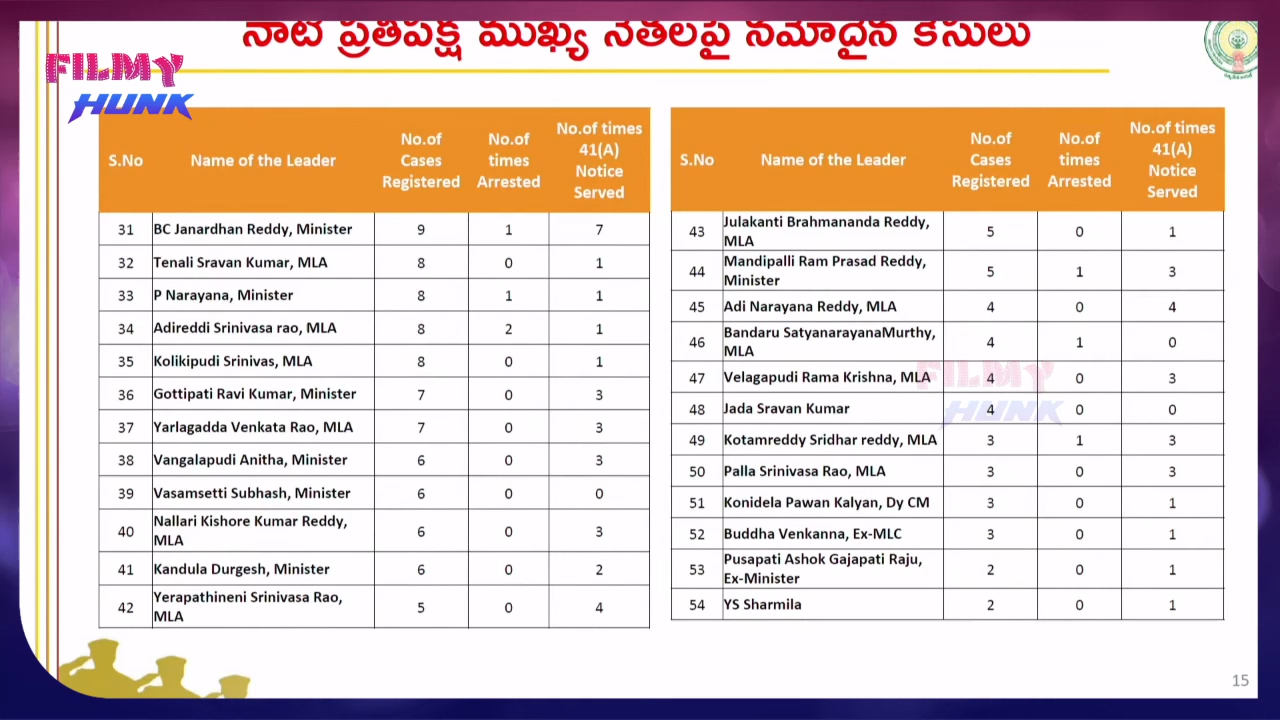 నాటి ప్రతిపక్ష ముఖ్య నేతలపై నమోదైన కేసులు
FILMY
HUNK
S.No Name of the Leader No.of Cases Registered No.of times Arrested No.of times 41(A) Notice Served
31 BC Janardhan Reddy, Minister 9 1 7
32 Tenali Sravan Kumar, MLA 8 0 1
33 P Narayana, Minister 8 1 1
34 Adireddi Srinivasa rao, MLA 8 2 1
35 Kolikipudi Srinivas, MLA 8 0 1
36 Gottipati Ravi Kumar, Minister 7 0 3
37 Yarlagadda Venkata Rao, MLA 7 0 3
38 Vangalapudi Anitha, Minister 6 0 3
39 Vasamsetti Subhash, Minister 6 0 0
40 Nallari Kishore Kumar Reddy, MLA 6 0 3
41 Kandula Durgesh, Minister 6 0 2
42 Yerapathineni Srinivasa Rao, MLA 5 0 4
S.No Name of the Leader No.of Cases Registered No.of times Arrested No.of times 41(A) Notice Served
43 Julakanti Brahmananda Reddy, MLA 5 0 1
44 Mandipalli Ram Prasad Reddy, Minister 5 1 3
45 Adi Narayana Reddy, MLA 4 0 4
46 Bandaru SatyanarayanaMurthy, MLA 4 1 0
47 Velagapudi Rama Krishna, MLA 4 0 3
48 Jada Sravan Kumar 4 0 0
49 Kotamreddy Sridhar reddy, MLA 3 1 3
50 Palla Srinivasa Rao, MLA 3 0 3
51 Konidela Pawan Kalyan, Dy CM 3 0 1
52 Buddha Venkanna, Ex-MLC 3 0 1
53 Pusapati Ashok Gajapati Raju, Ex-Minister 2 0 1
54 YS Sharmila 2 0 1
FILMY
HUNK
15